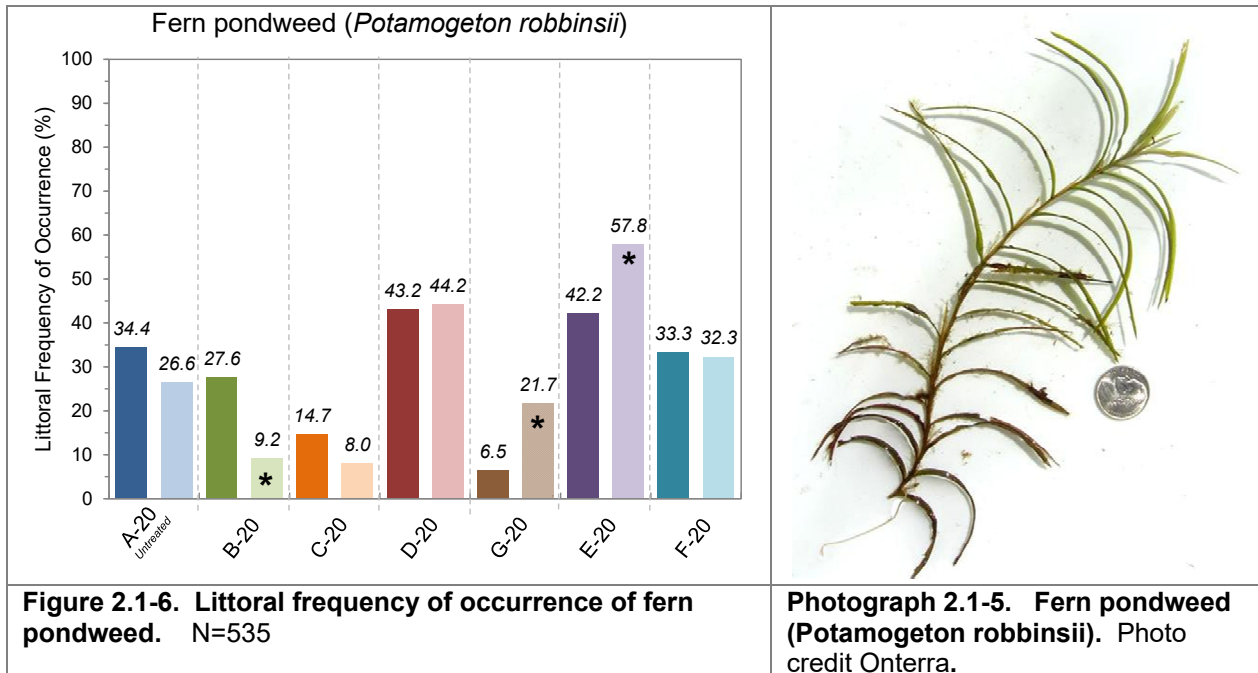 Fern pondweed (Potamogeton robbinsii)
Littoral Frequency of Occurrence (%)
100
90
80
70
60
50
40
30
20
10
0
34.4
26.6
27.6
9.2
*
14.7
8.0
43.2
44.2
6.5
21.7
*
42.2
57.8
*
33.3
32.3
A-20
Untreated
B-20
C-20
D-20
G-20
E-20
F-20
Figure 2.1-6. Littoral frequency of occurrence of fern
pondweed. N=535
Photograph 2.1-5. Fern pondweed
(Potamogeton robbinsii). Photo
credit Onterra.